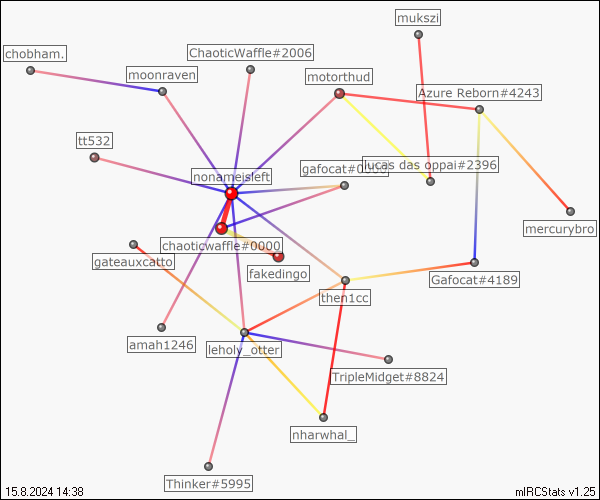 mukszi
chobham.
ChaoticWaffle#2006
moonraven
motorthud
Azure Reborn#4243
tt532
nonameisleft
lucas das oppai#2396
mercurybro
chaoticwaffle#0000
gateauxcatto
fakedingo
Gafocat#4189
then1cc
amah1246
leholy_otter
TripleMidget#8824
nharwhal_
Thinker#5995
15.8.2024 14:38
mIRCStats v1.25